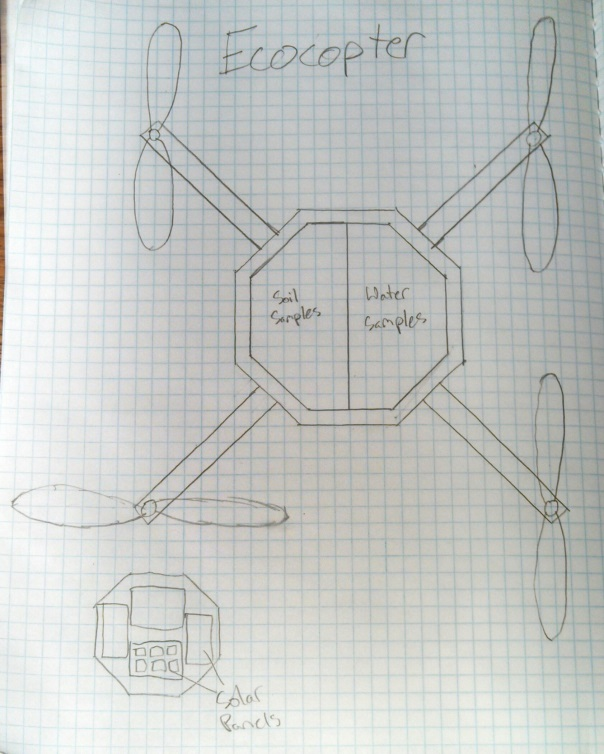 Ecocopter
Soil
Samples
Water
Samples
Solar
Panels